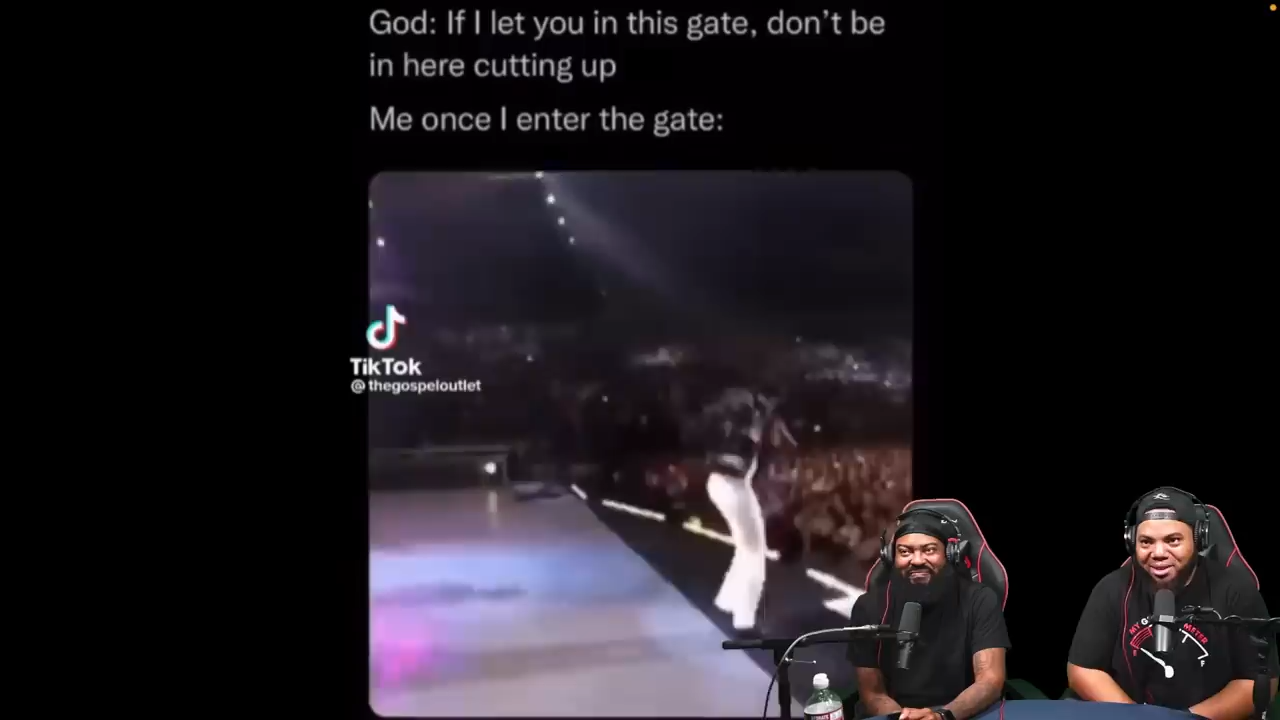 God: If I let you in this gate, don’t be
in here cutting up
Me once I enter the gate:
TikTok
@thegospeloutlet
METER
F